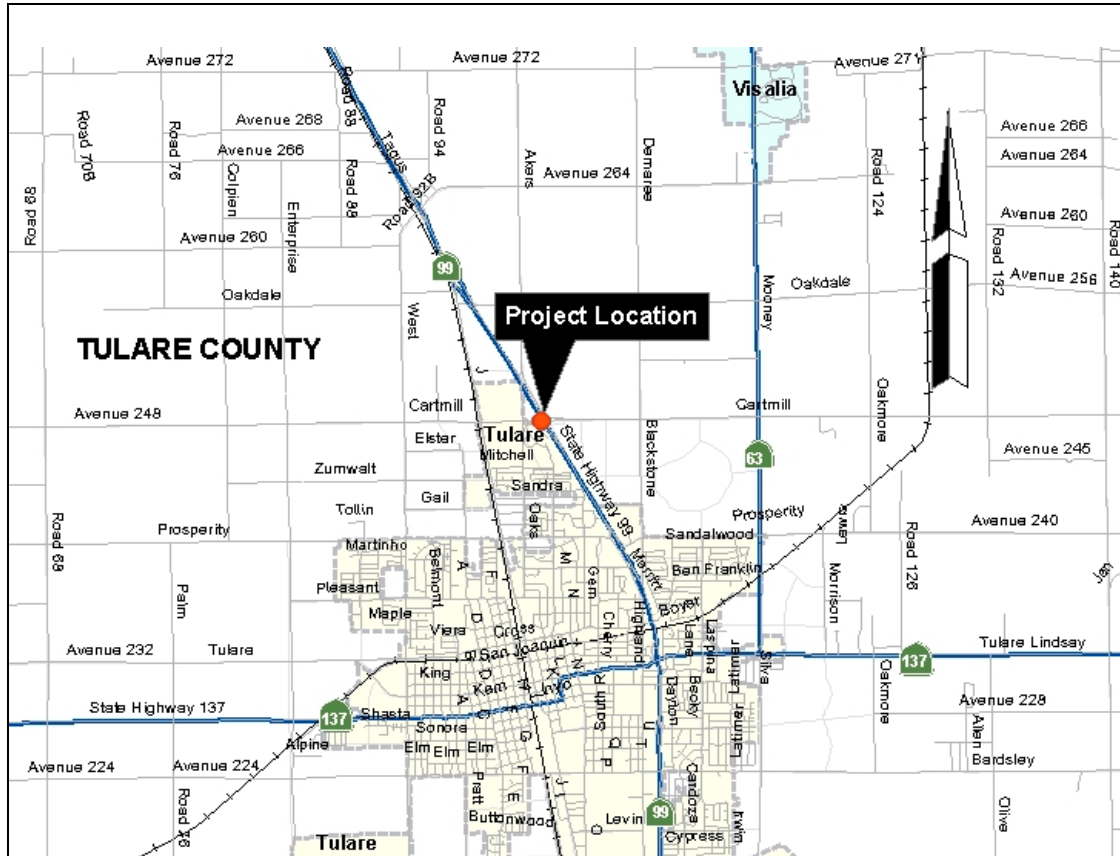 Avenue 272
Avenue 272
Avenue 271
Road 88
Visalia
Road 70B
Road 76
Avenue 268
Road 94
Tagus
Akers
Demaree
Avenue 266
Avenue 266
Avenue 264
Road 124
Colpien
Road 88
Road 92B
Avenue 264
Road 68
Enterprise
Avenue 260
Avenue 260
Road 132
Road 140
99
Mooney
Oakdale
Avenue 256
Oakdale
West
Project Location
TULARE COUNTY
J
Cartmill
Cartmill
Oakmore
Avenue 248
Elster
Tulare
State Highway 99
Blackstone
63
Avenue 245
Mitchell
Zumwalt
Sandra
Gail
Tollin
Oaks
Prosperity
Road 68
Prosperity
Sandalwood
Road 126
Avenue 240
Martinho
Belmont
A
F
M
N
Gem
Merritt
Ben Franklin
Morrison
Pleasant
Palm
Maple
D
Cherry
Highland
Boyer
Viera
Cross
Lane
Laspina
Latimer
Avenue 232
Tulare
San Joaquin
Silva
137
Tulare Lindsay
King
Kern
Inyo
South
R
Dayton
Becky
Oakmore
Avenue 228
State Highway 137
137
Shasta
Sonora
Latimer
Allen
Alpine
Elm
Elm
Elm
G
F
Q
P
U
T
Bardsley
Avenue 224
Avenue 224
Pratt
E
Cardoza
Road 76
Buttonwood
O
Levin
99
Irwin
Olive
Tulare
Cypress